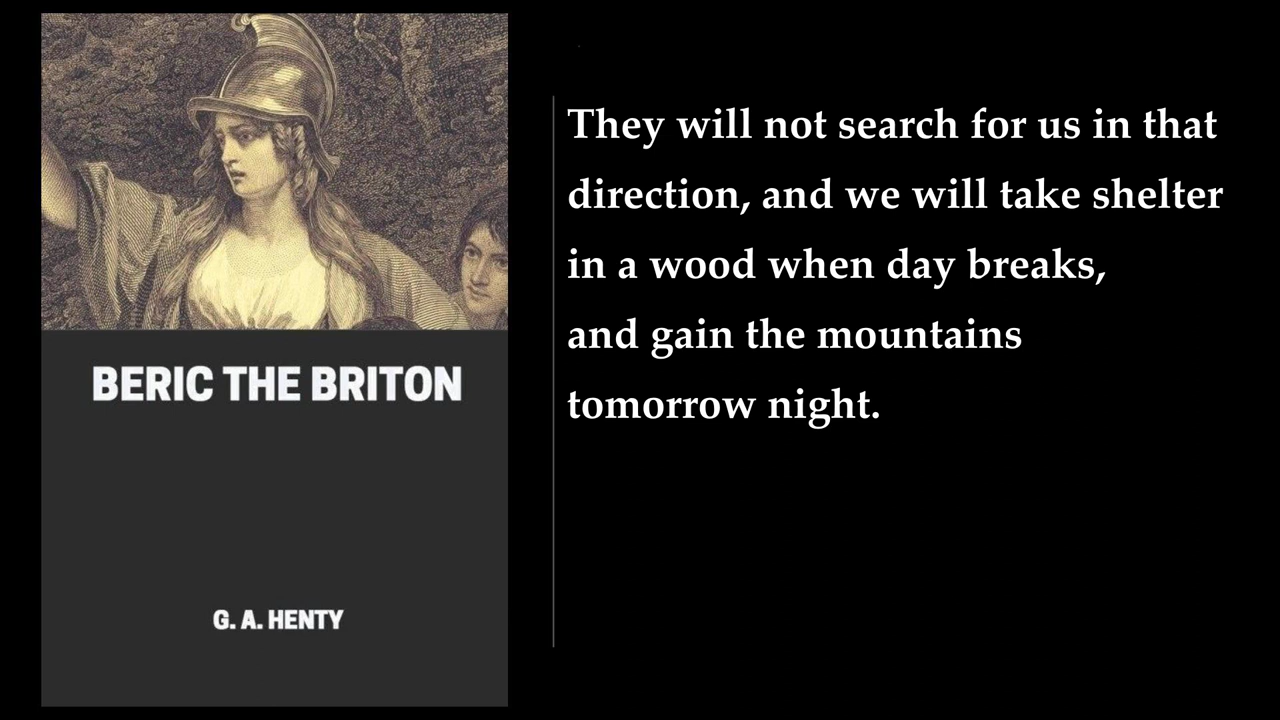 BERIC THE BRITON
G. A. HENTY
They will not search for us in that
direction, and we will take shelter
in a wood when day breaks,
and gain the mountains
tomorrow night.